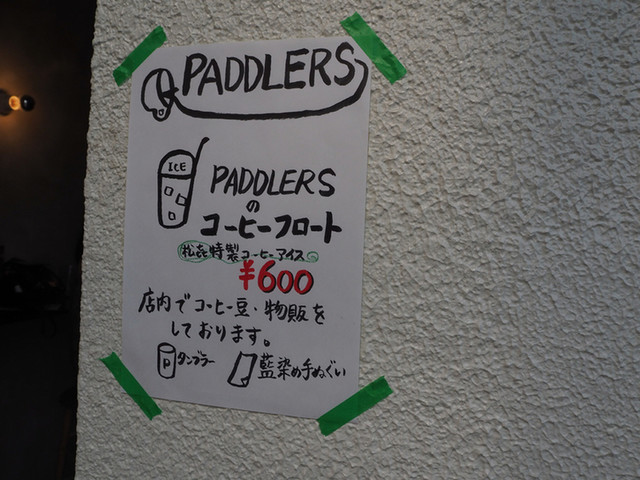 PADDLERS
ICE
PADDLERS
の
コーヒーフロート
松㐂特製コーヒーアイス
¥600
店内でコーヒー豆・物販を
しております。
P タンブラー 藍染め手ぬぐい